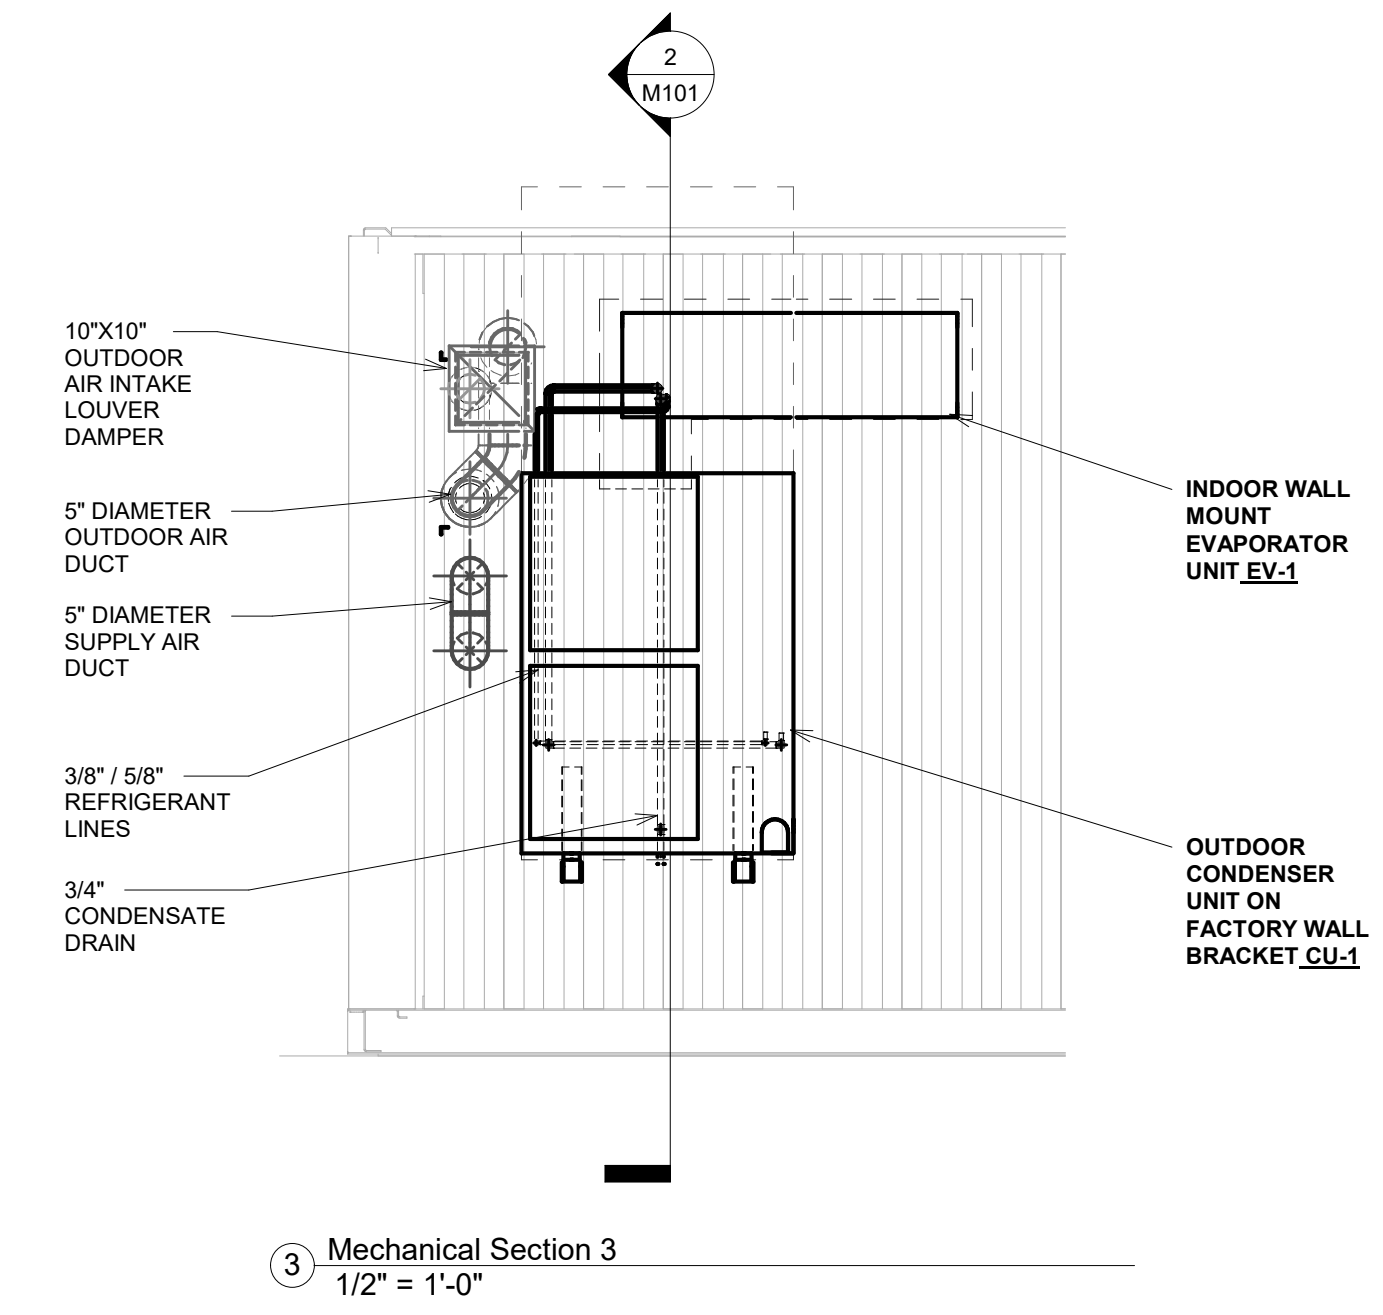 2
M101
10"X10"
OUTDOOR
AIR INTAKE
LOUVER
DAMPER
5" DIAMETER
OUTDOOR AIR
DUCT
5" DIAMETER
SUPPLY AIR
DUCT
3/8" / 5/8"
REFRIGERANT
LINES
3/4"
CONDENSATE
DRAIN
INDOOR WALL
MOUNT
EVAPORATOR
UNIT EV-1
OUTDOOR
CONDENSER
UNIT ON
FACTORY WALL
BRACKET CU-1
3
Mechanical Section 3
1/2" = 1'-0"